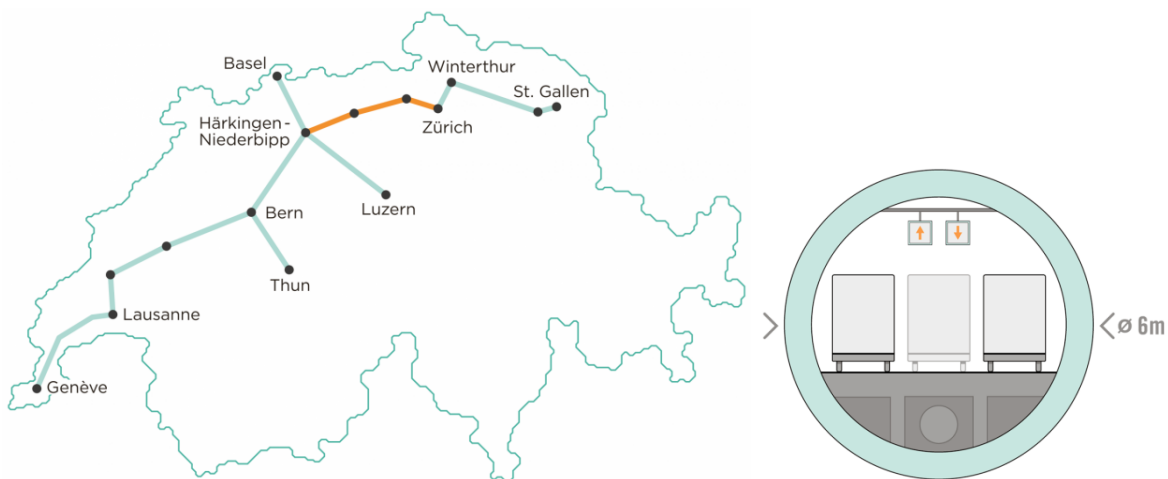 Basel
Winterthur
St. Gallen
Härkingen-
Niederbipp
Zürich
Luzern
Bern
Thun
Lausanne
Genève
ø 6m